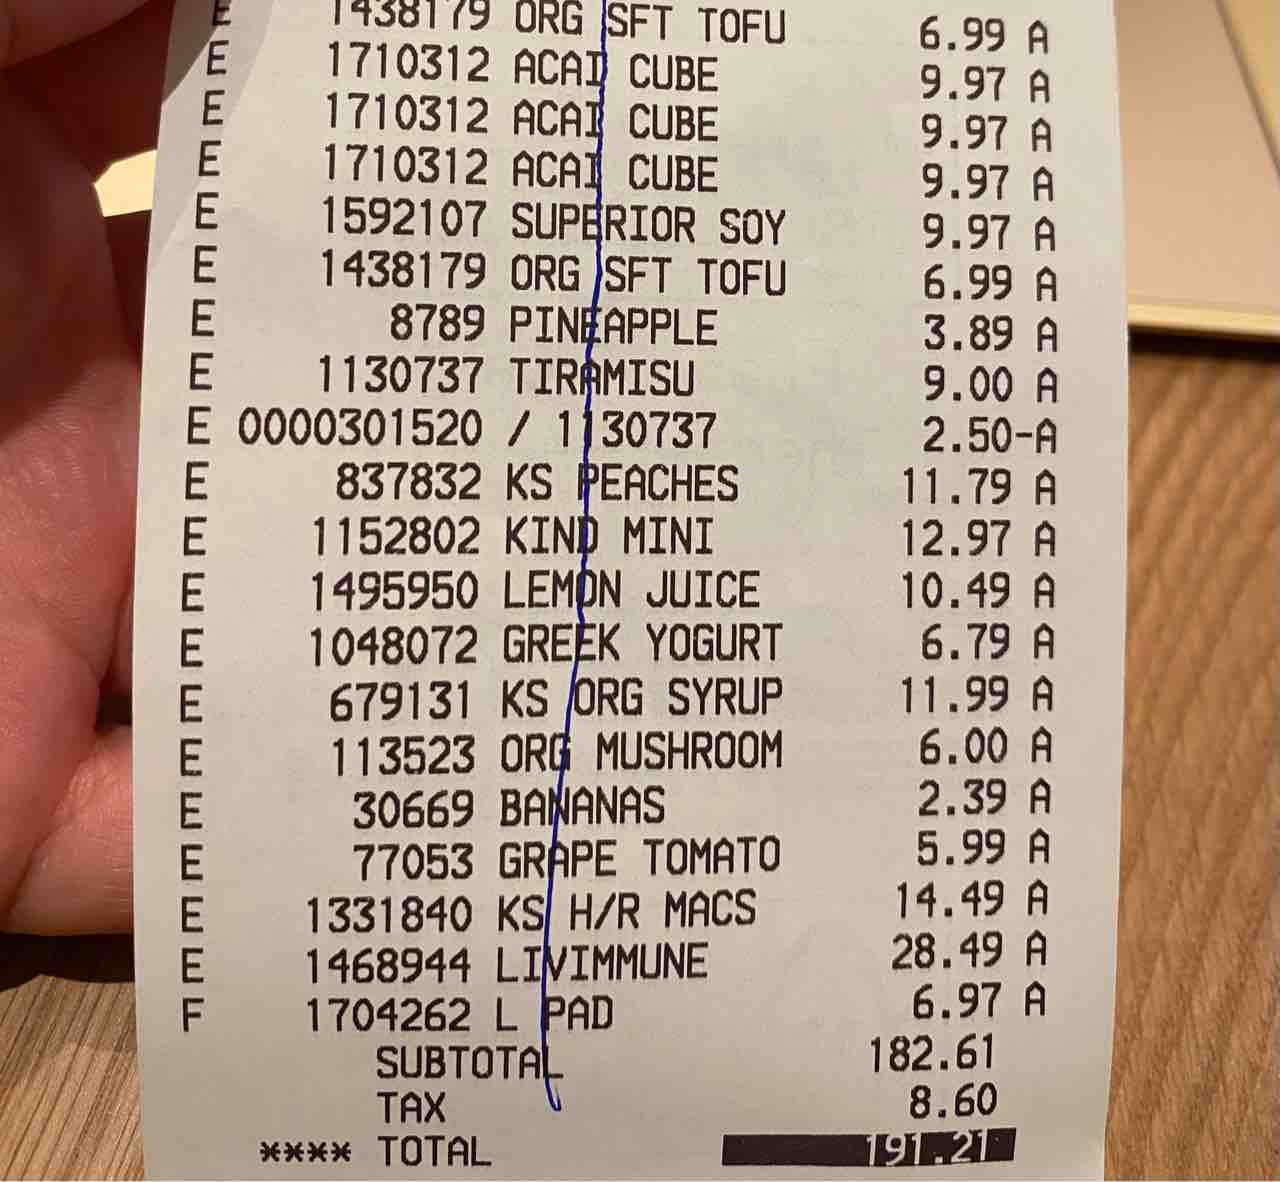 E 1438179 ORG SFT TOFU 6.99 A
E 1710312 ACAI CUBE 9.97 A
E 1710312 ACAI CUBE 9.97 A
E 1710312 ACAI CUBE 9.97 A
E 1592107 SUPERIOR SOY 9.97 A
E 1438179 ORG SFT TOFU 6.99 A
E 8789 PINEAPPLE 3.89 A
E 1130737 TIRAMISU 9.00 A
E 0000301520 / 1130737 2.50-A
E 837832 KS PEACHES 11.79 A
E 1152802 KIND MINI 12.97 A
E 1495950 LEMON JUICE 10.49 A
E 1048072 GREEK YOGURT 6.79 A
E 679131 KS ORG SYRUP 11.99 A
E 113523 ORG MUSHROOM 6.00 A
E 30669 BANANAS 2.39 A
E 77053 GRAPE TOMATO 5.99 A
E 1331840 KS H/R MACS 14.49 A
E 1468944 LIVIMMUNE 28.49 A
F 1704262 L PAD 6.97 A
SUBTOTAL 182.61
TAX 8.60
**** TOTAL 191.21